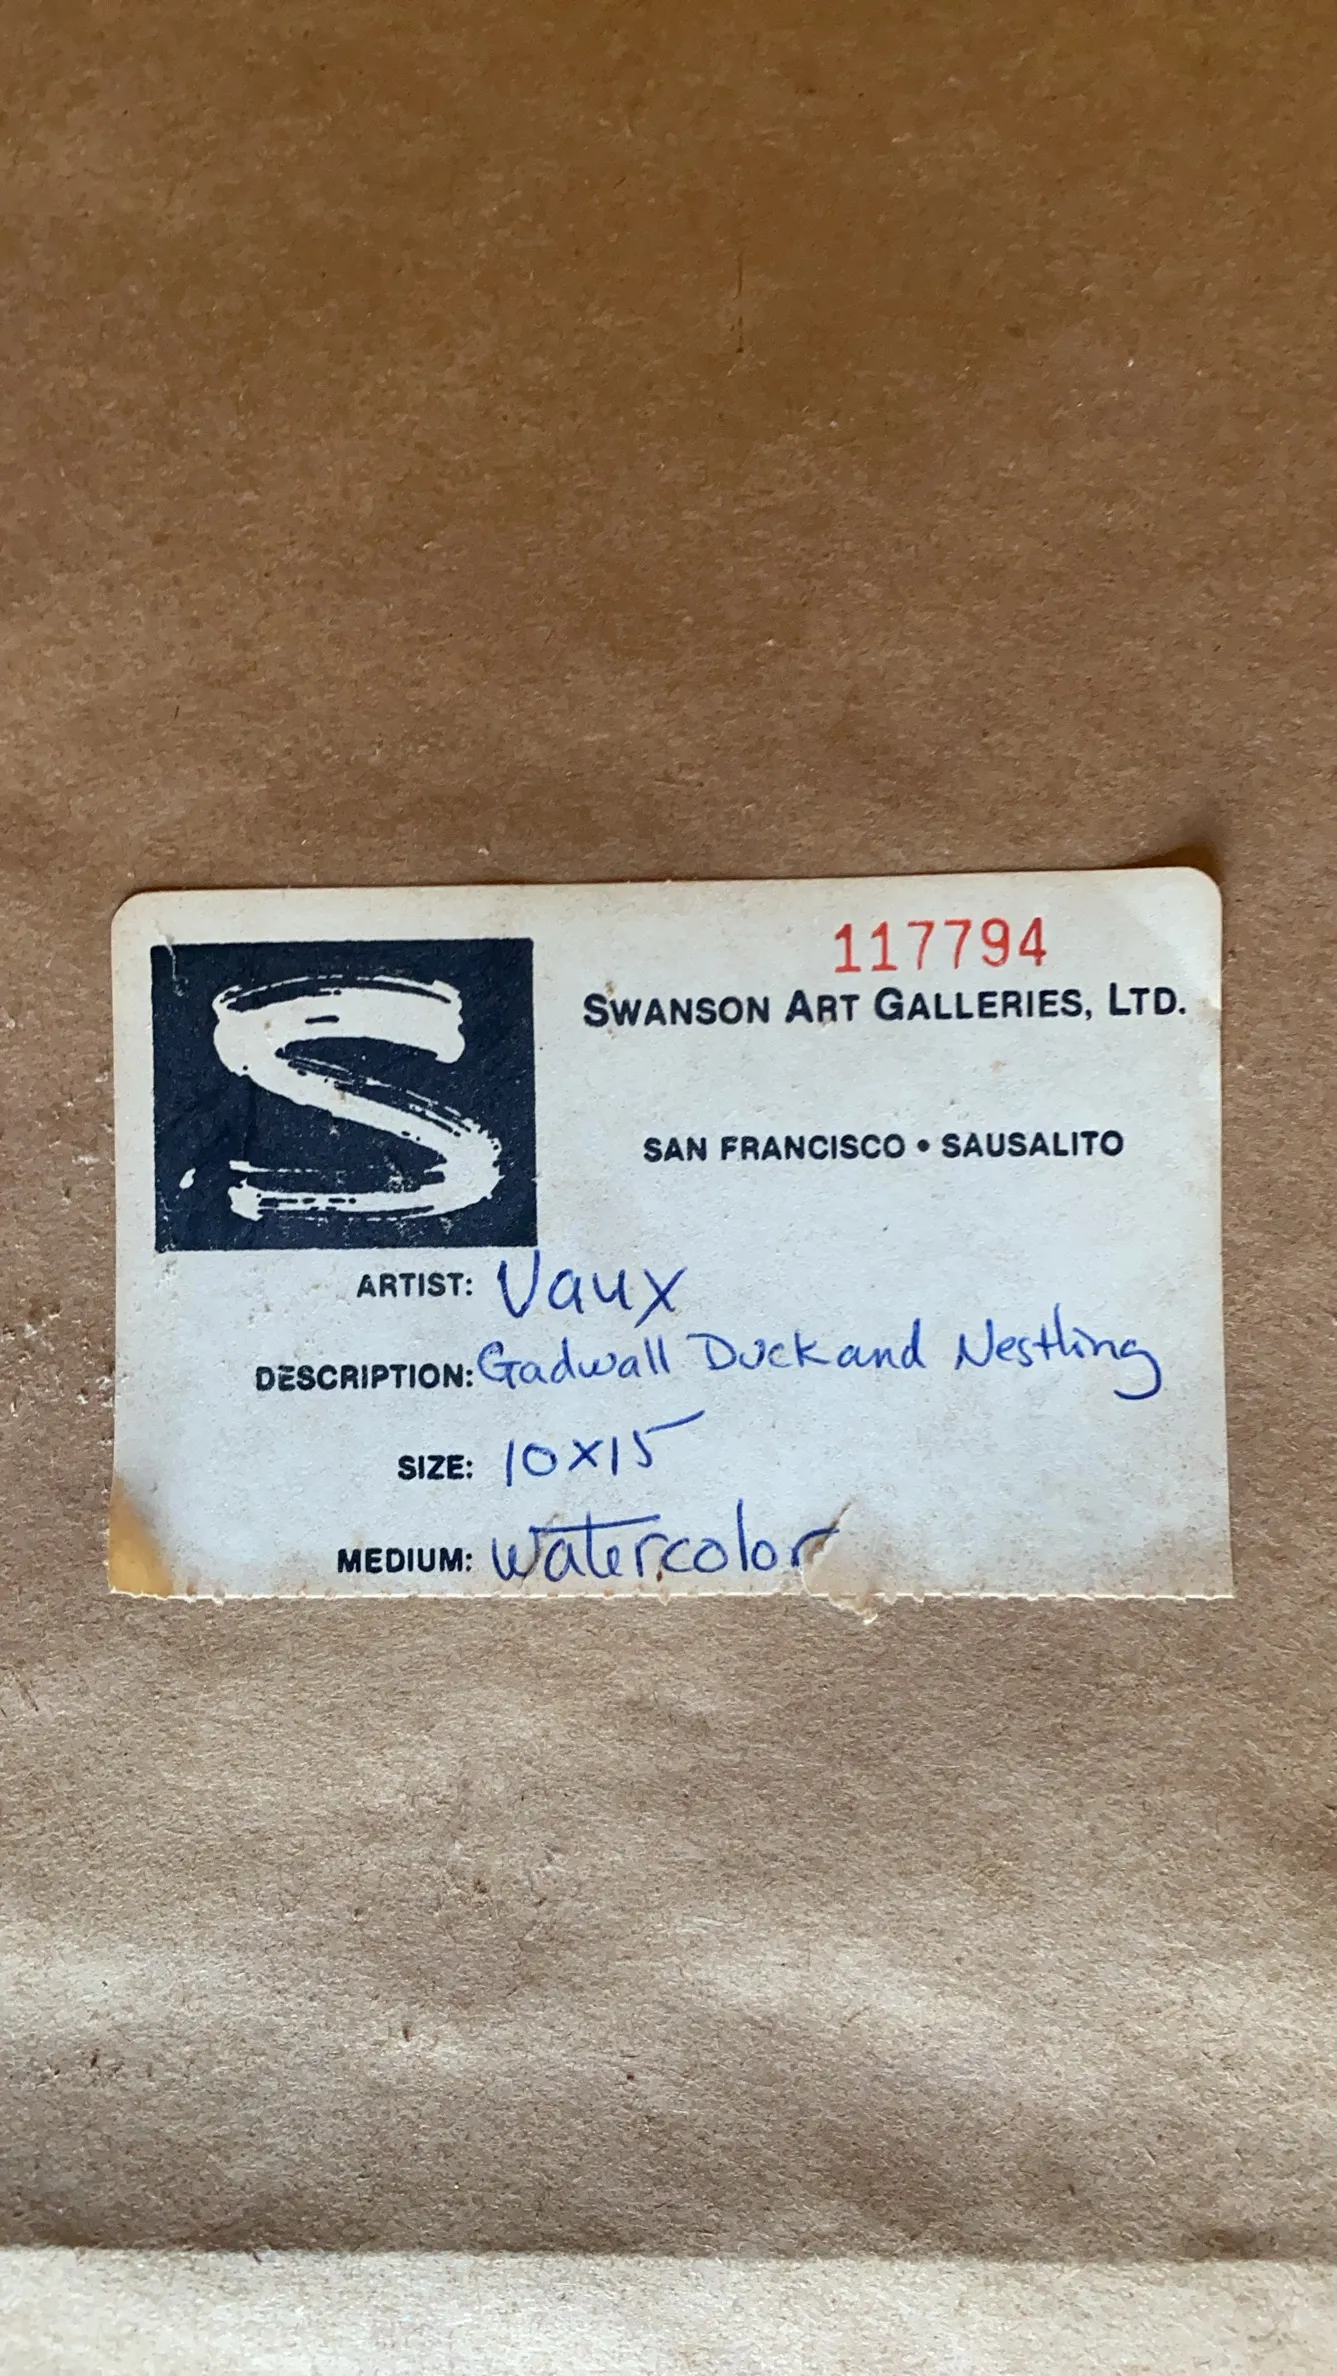 117794
SWANSON ART GALLERIES, LTD.
SAN FRANCISCO • SAUSALITO
S
ARTIST: Vaux
DESCRIPTION: Gadwall Duck and Nestling
SIZE: 10x15
MEDIUM: Watercolor